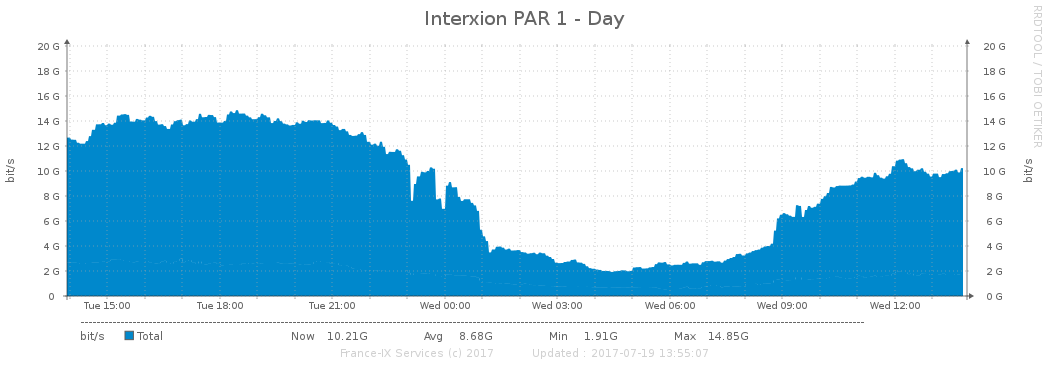 Interxion PAR 1 - Day
RRDTOOL / TOBI OETIKER
bit/s
20 G
18 G
16 G
14 G
12 G
10 G
8 G
6 G
4 G
2 G
0
20 G
18 G
16 G
14 G
12 G
10 G
8 G
6 G
4 G
2 G
0 G
bit/s
Tue 15:00 Tue 18:00 Tue 21:00 Wed 00:00 Wed 03:00 Wed 06:00 Wed 09:00 Wed 12:00
bit/s Total Now 10.21G Avg 8.68G Min 1.91G Max 14.85G
France-IX Services (c) 2017 Updated : 2017-07-19 13:55:07